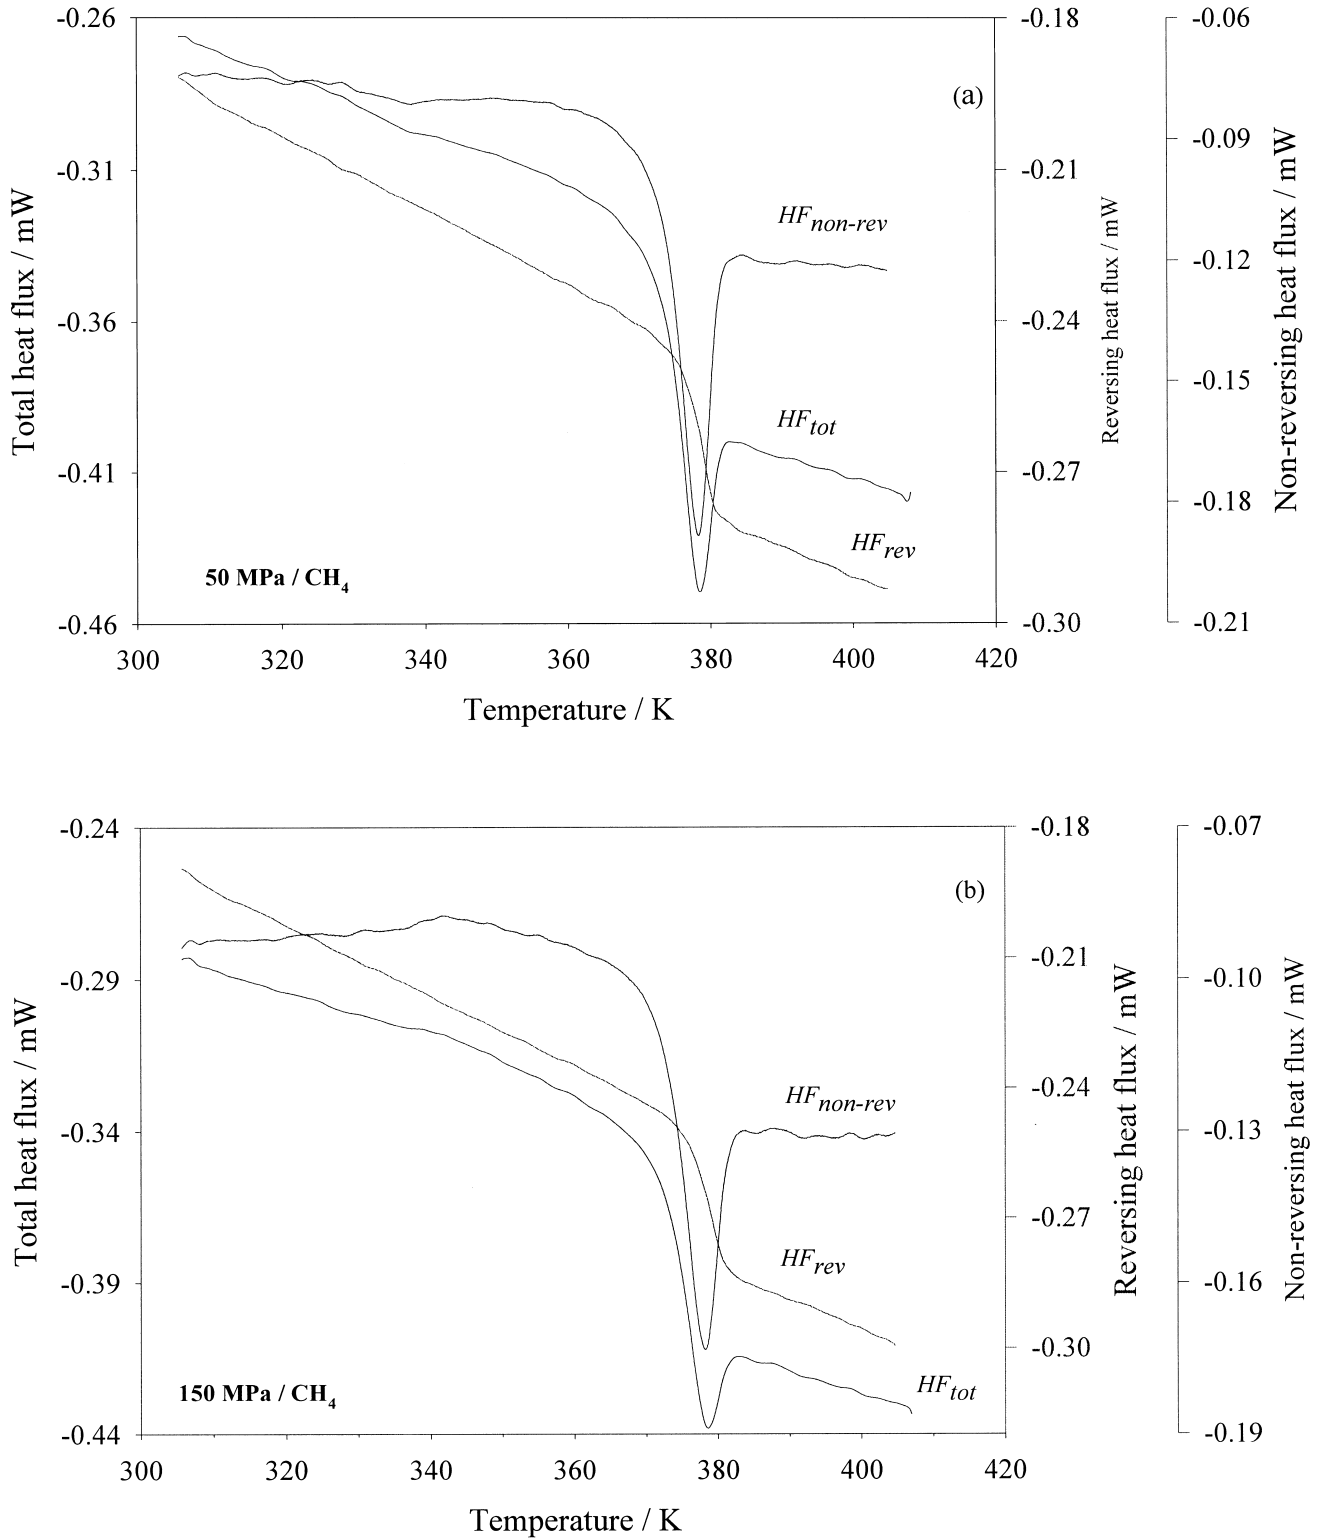 -0.26
-0.31
-0.36
-0.41
-0.46
Total heat flux / mW
300
320
340
360
380
400
420
Temperature / K
-0.18
-0.21
-0.24
-0.27
-0.30
Reversing heat flux / mW
-0.06
-0.09
-0.12
-0.15
-0.18
-0.21
Non-reversing heat flux / mW
(a)
HFnon-rev
HFtot
HFrev
50 MPa / CH4
-0.24
-0.29
-0.34
-0.39
-0.44
Total heat flux / mW
300
320
340
360
380
400
420
Temperature / K
-0.18
-0.21
-0.24
-0.27
-0.30
Reversing heat flux / mW
-0.07
-0.10
-0.13
-0.16
-0.19
Non-reversing heat flux / mW
(b)
HFnon-rev
HFrev
HFtot
150 MPa / CH4